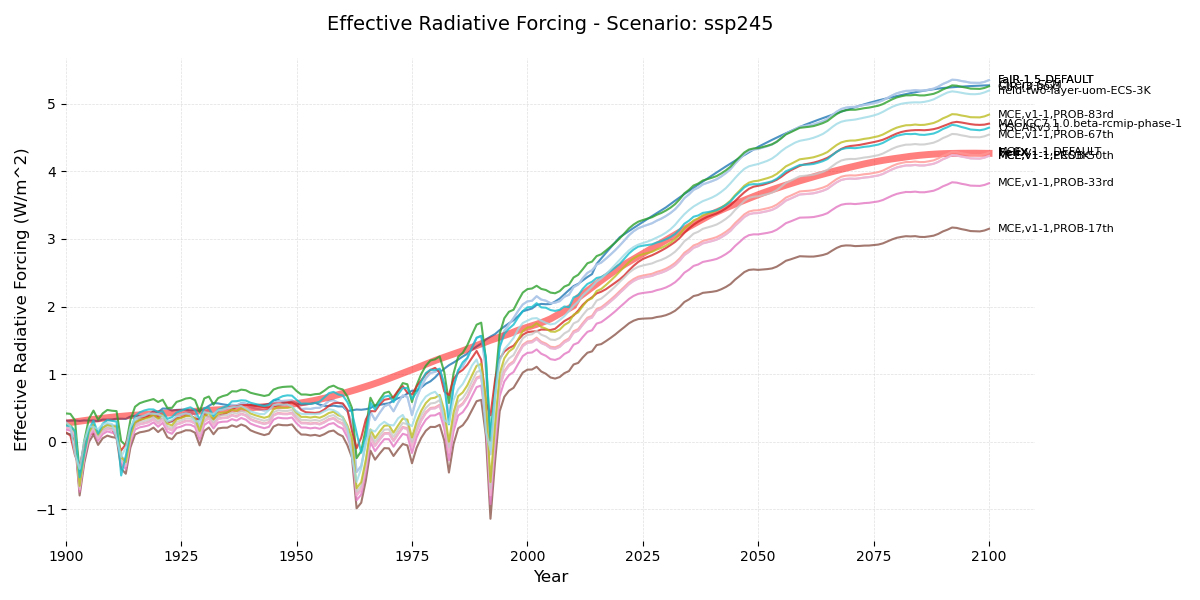 Effective Radiative Forcing - Scenario: ssp245
Effective Radiative Forcing (W/m^2)
5
4
3
2
1
0
−1
1900
1925
1950
1975
2000
2025
2050
2075
2100
Year
FaIR-1.5-DEFAULT
held-two-layer-uom-ECS-3K
MCE,v1-1,PROB-83rd
MAGICC7.1.0.beta-rcmip-phase-1
OSCARv3.1
MCE,v1-1,PROB-67th
MCE,v1-1,PROB-33rd
MCE,v1-1,PROB-17th